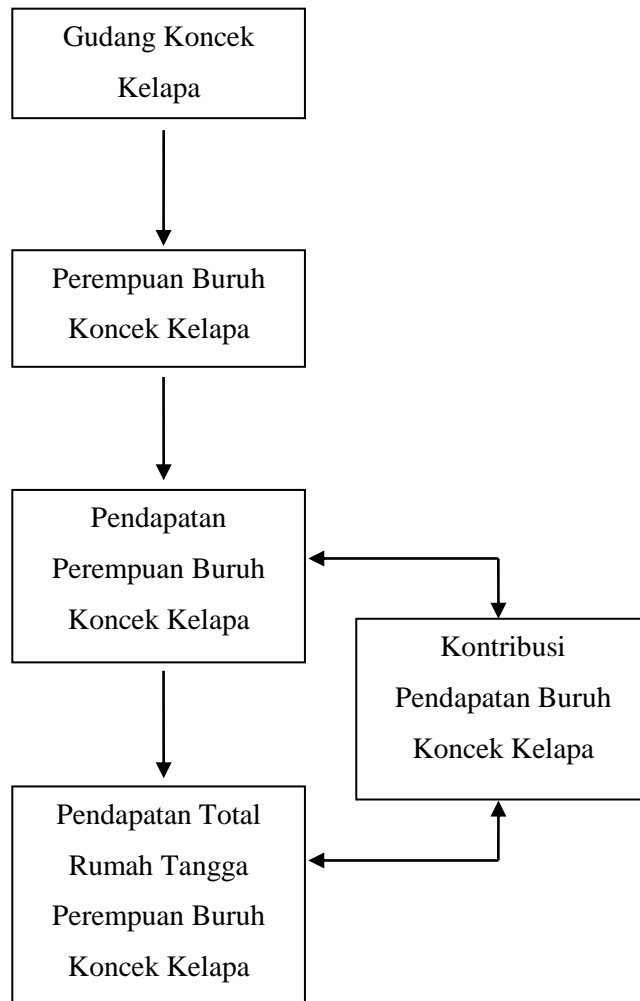 Gudang Koncek
Kelapa
Perempuan Buruh
Koncek Kelapa
Pendapatan
Perempuan Buruh
Koncek Kelapa
Kontribusi
Pendapatan Buruh
Koncek Kelapa
Pendapatan Total
Rumah Tangga
Perempuan Buruh
Koncek Kelapa